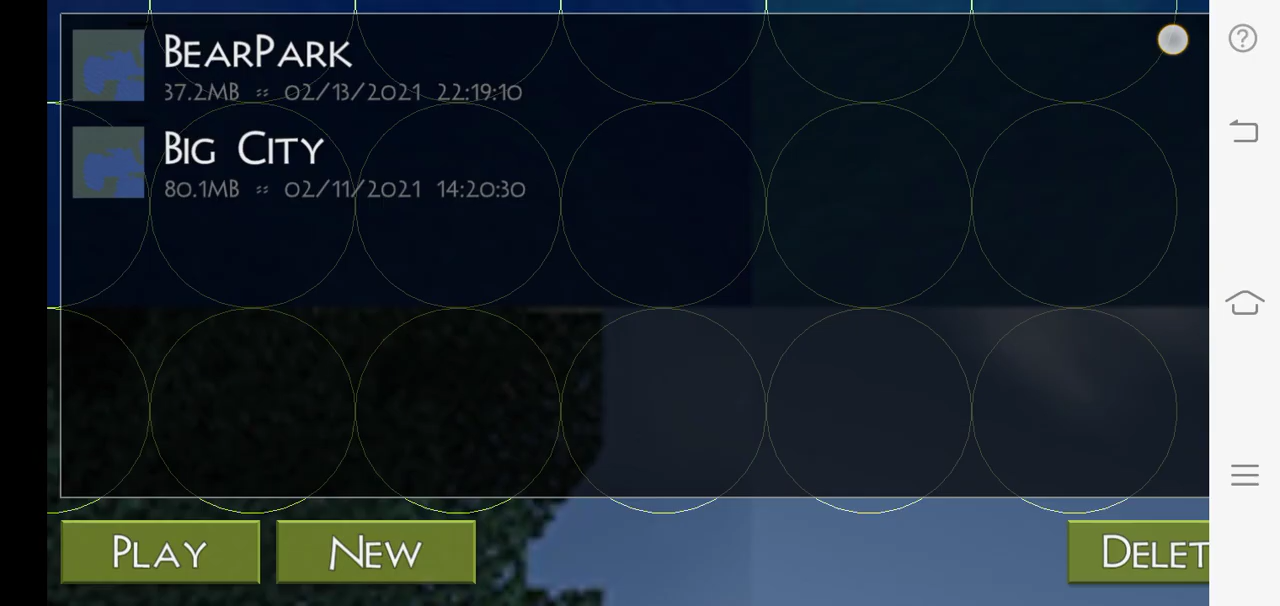 BEARPARK
37.2MB :: 02/13/2021 22:19:10
BIG CITY
80.1MB :: 02/11/2021 14:20:30
PLAY NEW DELET